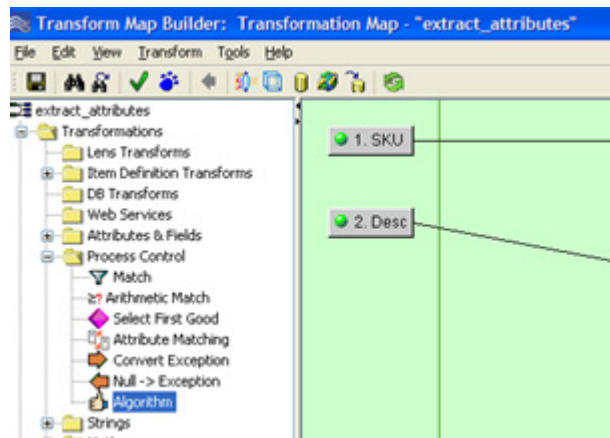 Transform Map Builder: Transformation Map - "extract_attributes"
File Edit View Transform Tools Help
extract_attributes
Transformations
Lens Transforms
Item Definition Transforms
DB Transforms
Web Services
Attributes & Fields
Process Control
Match
≥? Arithmetic Match
Select First Good
Attribute Matching
Convert Exception
Null -> Exception
Algorithm
Strings
1. SKU
2. Desc